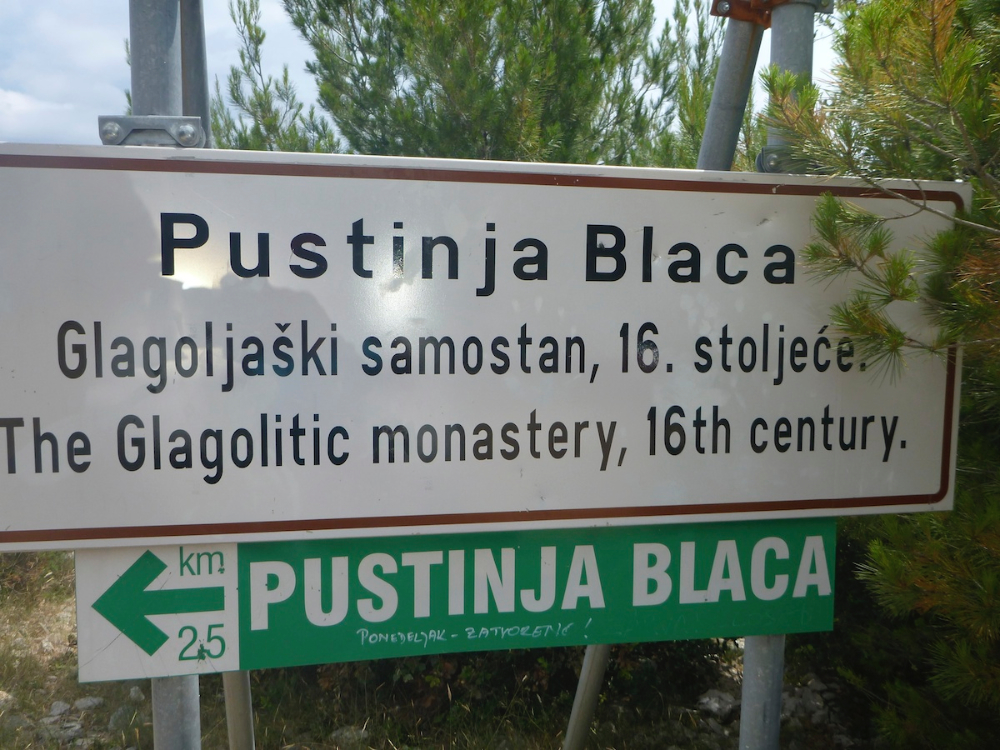 Pustinja Blaca
Glagoljaški samostan, 16. stoljeće.
The Glagolitic monastery, 16th century.
km
2,5
PUSTINJA BLACA
PONEDELJAK - ZATVORENO !